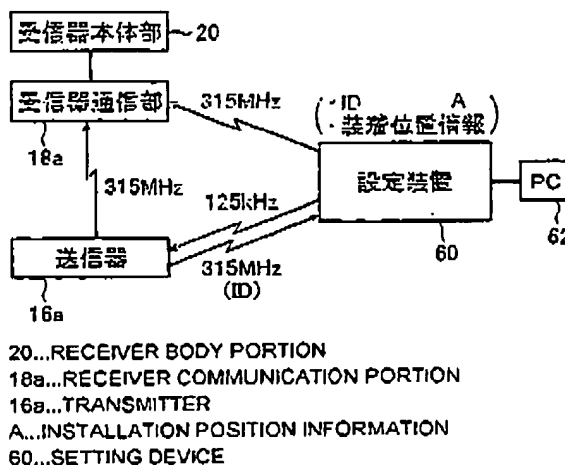 受信器本体部
20
受信器通信部
18a
315MHz
・ID A
・装着位置情報
設定装置
60
PC
62
315MHz
125kHz
315MHz
(ID)
送信器
16a
20...RECEIVER BODY PORTION
18a...RECEIVER COMMUNICATION PORTION
16a...TRANSMITTER
A...INSTALLATION POSITION INFORMATION
60...SETTING DEVICE